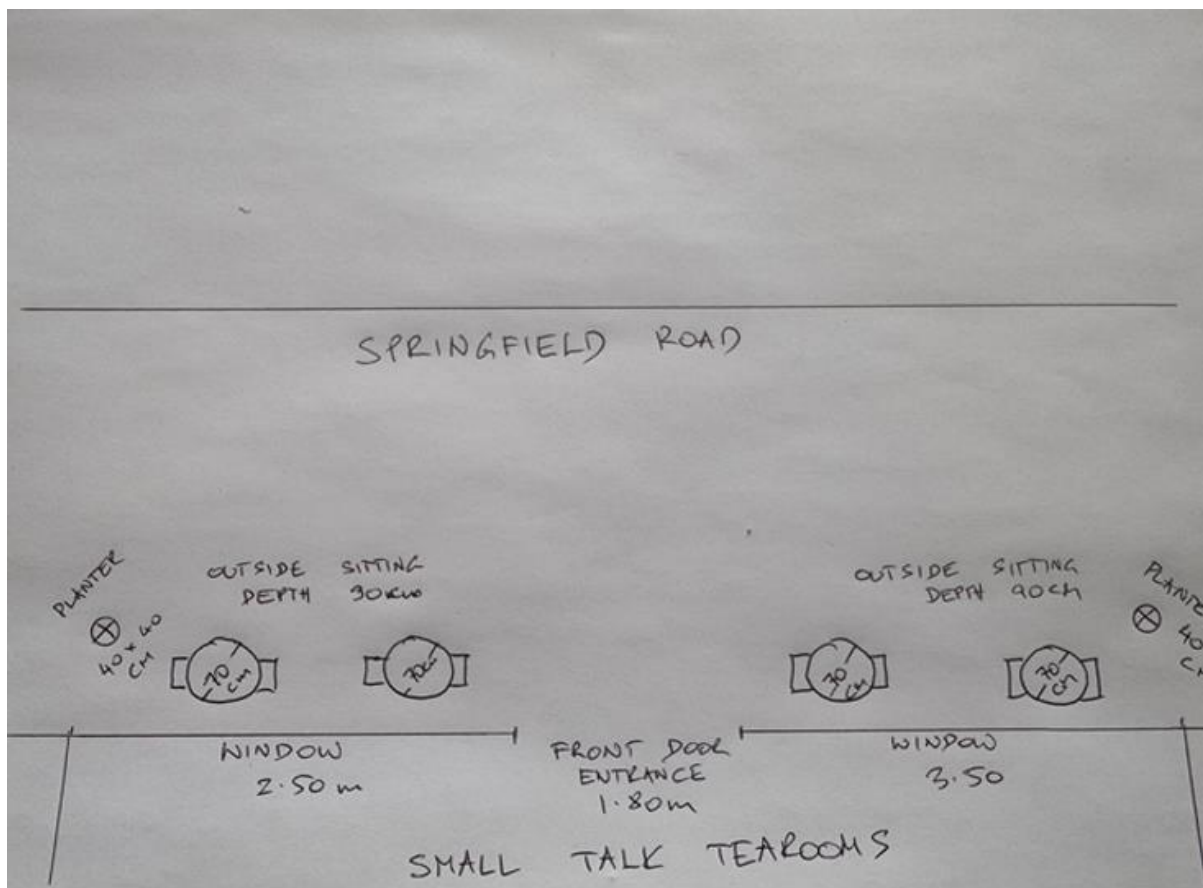 SPRINGFIELD ROAD
PLANTER
40 x 40
CM
OUTSIDE SITTING
DEPTH 90cm
70
cm
70cm
OUTSIDE SITTING
DEPTH 90cm
PLANTER
40
C
70
cm
70
cm
WINDOW
2.50 m
FRONT DOOR
ENTRANCE
1.80m
WINDOW
3.50
SMALL TALK TEAROOMS